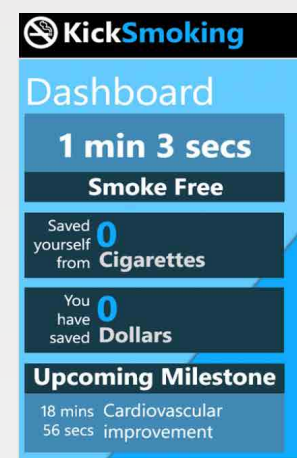 KickSmoking
Dashboard
1 min 3 secs
Smoke Free
Saved
yourself
from
0
Cigarettes
You
have
saved
0
Dollars
Upcoming Milestone
18 mins
56 secs
Cardiovascular
improvement